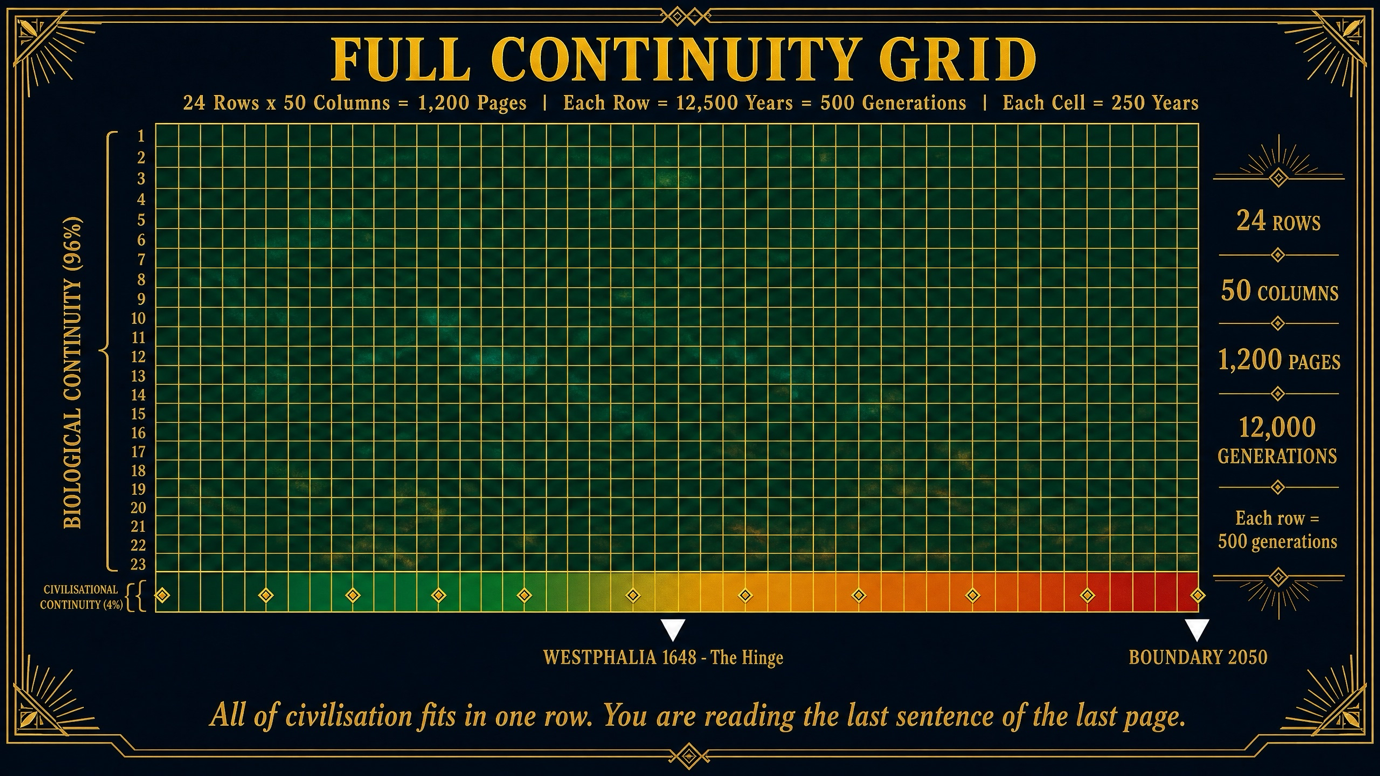 FULL CONTINUITY GRID
24 Rows x 50 Columns = 1,200 Pages | Each Row = 12,500 Years = 500 Generations | Each Cell = 250 Years
BIOLOGICAL CONTINUITY (96%)
1
2
3
4
5
6
7
8
9
10
11
12
13
14
15
16
17
18
19
20
21
22
23
CIVILISATIONAL
CONTINUITY (4%)
24 ROWS
50 COLUMNS
1,200 PAGES
12,000
GENERATIONS
Each row =
500 generations
WESTPHALIA 1648 - The Hinge
BOUNDARY 2050
All of civilisation fits in one row. You are reading the last sentence of the last page.